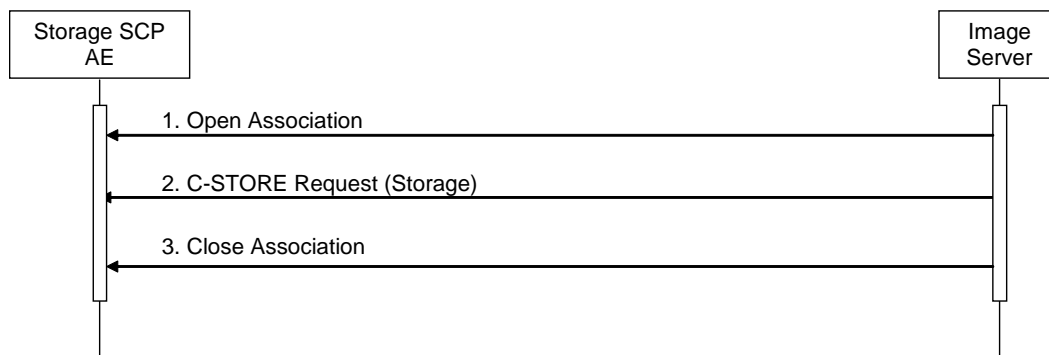 Storage SCP
AE
Image
Server
1. Open Association
2. C-STORE Request (Storage)
3. Close Association